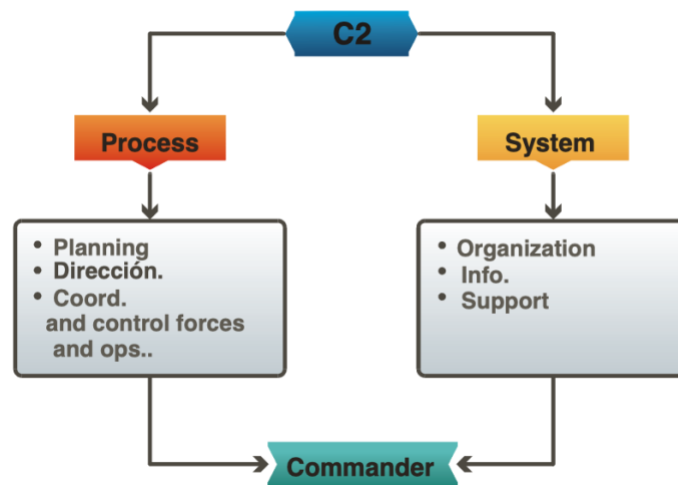 C2
Process
System
• Planning
• Dirección.
• Coord.
and control forces
and ops..
• Organization
• Info.
• Support
Commander